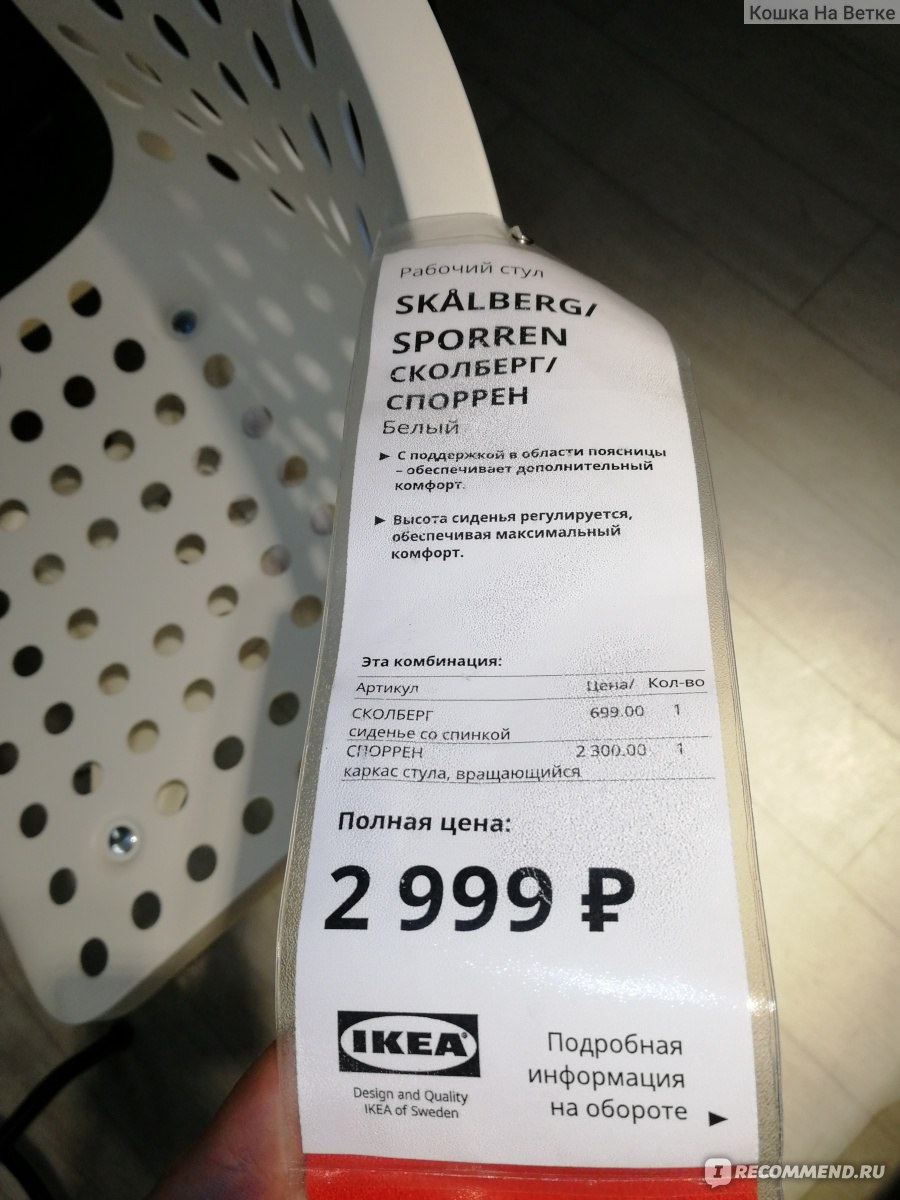 Кошка На Ветке
Рабочий стул
SKÅLBERG/
SPORREN
СКОЛБЕРГ/
СПОРРЕН
Белый
► С поддержкой в области поясницы
– обеспечивает дополнительный
комфорт.
► Высота сиденья регулируется,
обеспечивая максимальный
комфорт.
Эта комбинация:
Артикул Цена/ Кол-во
СКОЛБЕРГ 699.00 1
сиденье со спинкой
СПОРРЕН 2 300.00 1
каркас стула, вращающийся
Полная цена:
2 999 ₽
IKEA®
Design and Quality
IKEA of Sweden
Подробная
информация
на обороте ►
IRECOMMEND.RU